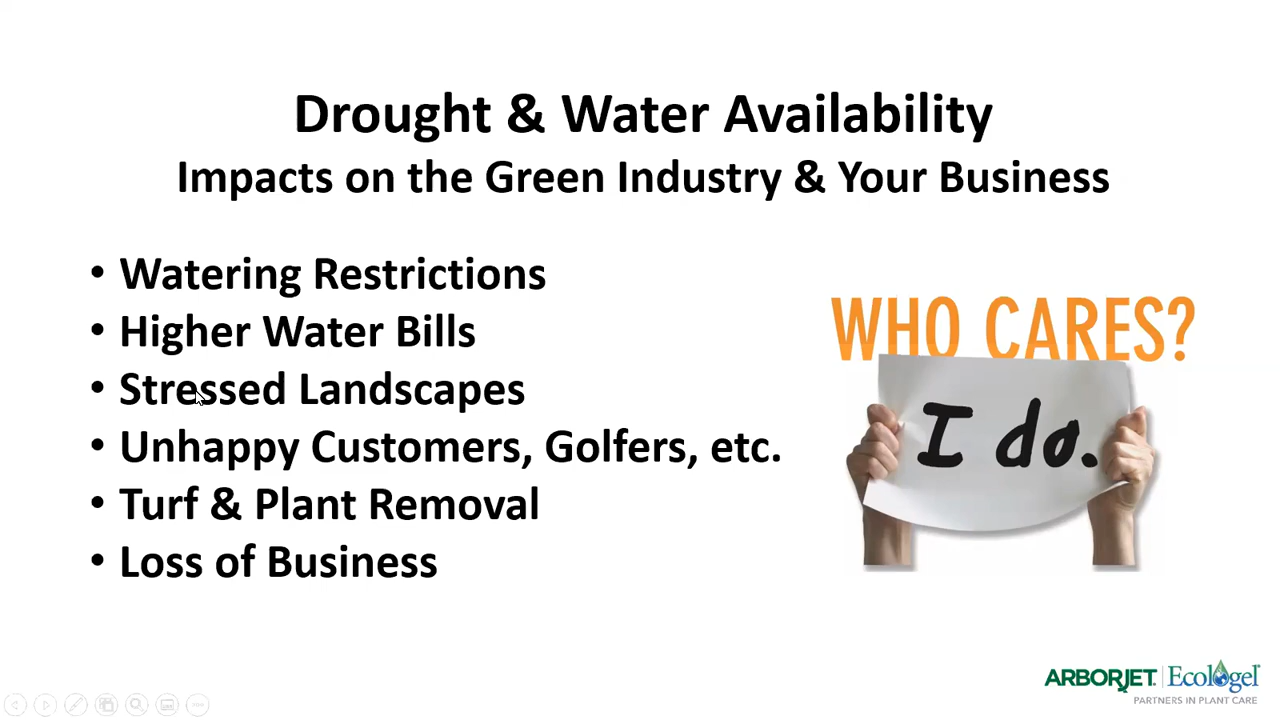 Drought & Water Availability
Impacts on the Green Industry & Your Business
• Watering Restrictions
• Higher Water Bills
• Stressed Landscapes
• Unhappy Customers, Golfers, etc.
• Turf & Plant Removal
• Loss of Business
WHO CARES?
I do.
ARBORJET | Ecologel
PARTNERS IN PLANT CARE